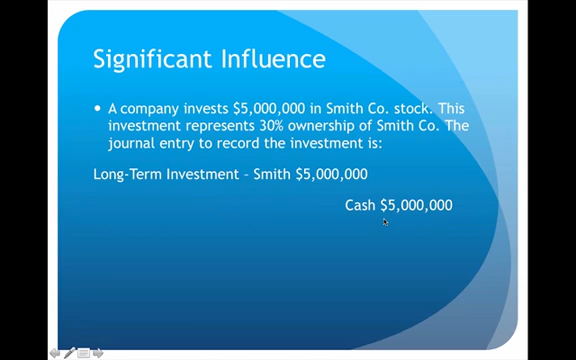 Significant Influence
• A company invests $5,000,000 in Smith Co. stock. This
investment represents 30% ownership of Smith Co. The
journal entry to record the investment is:
Long-Term Investment – Smith $5,000,000
Cash $5,000,000